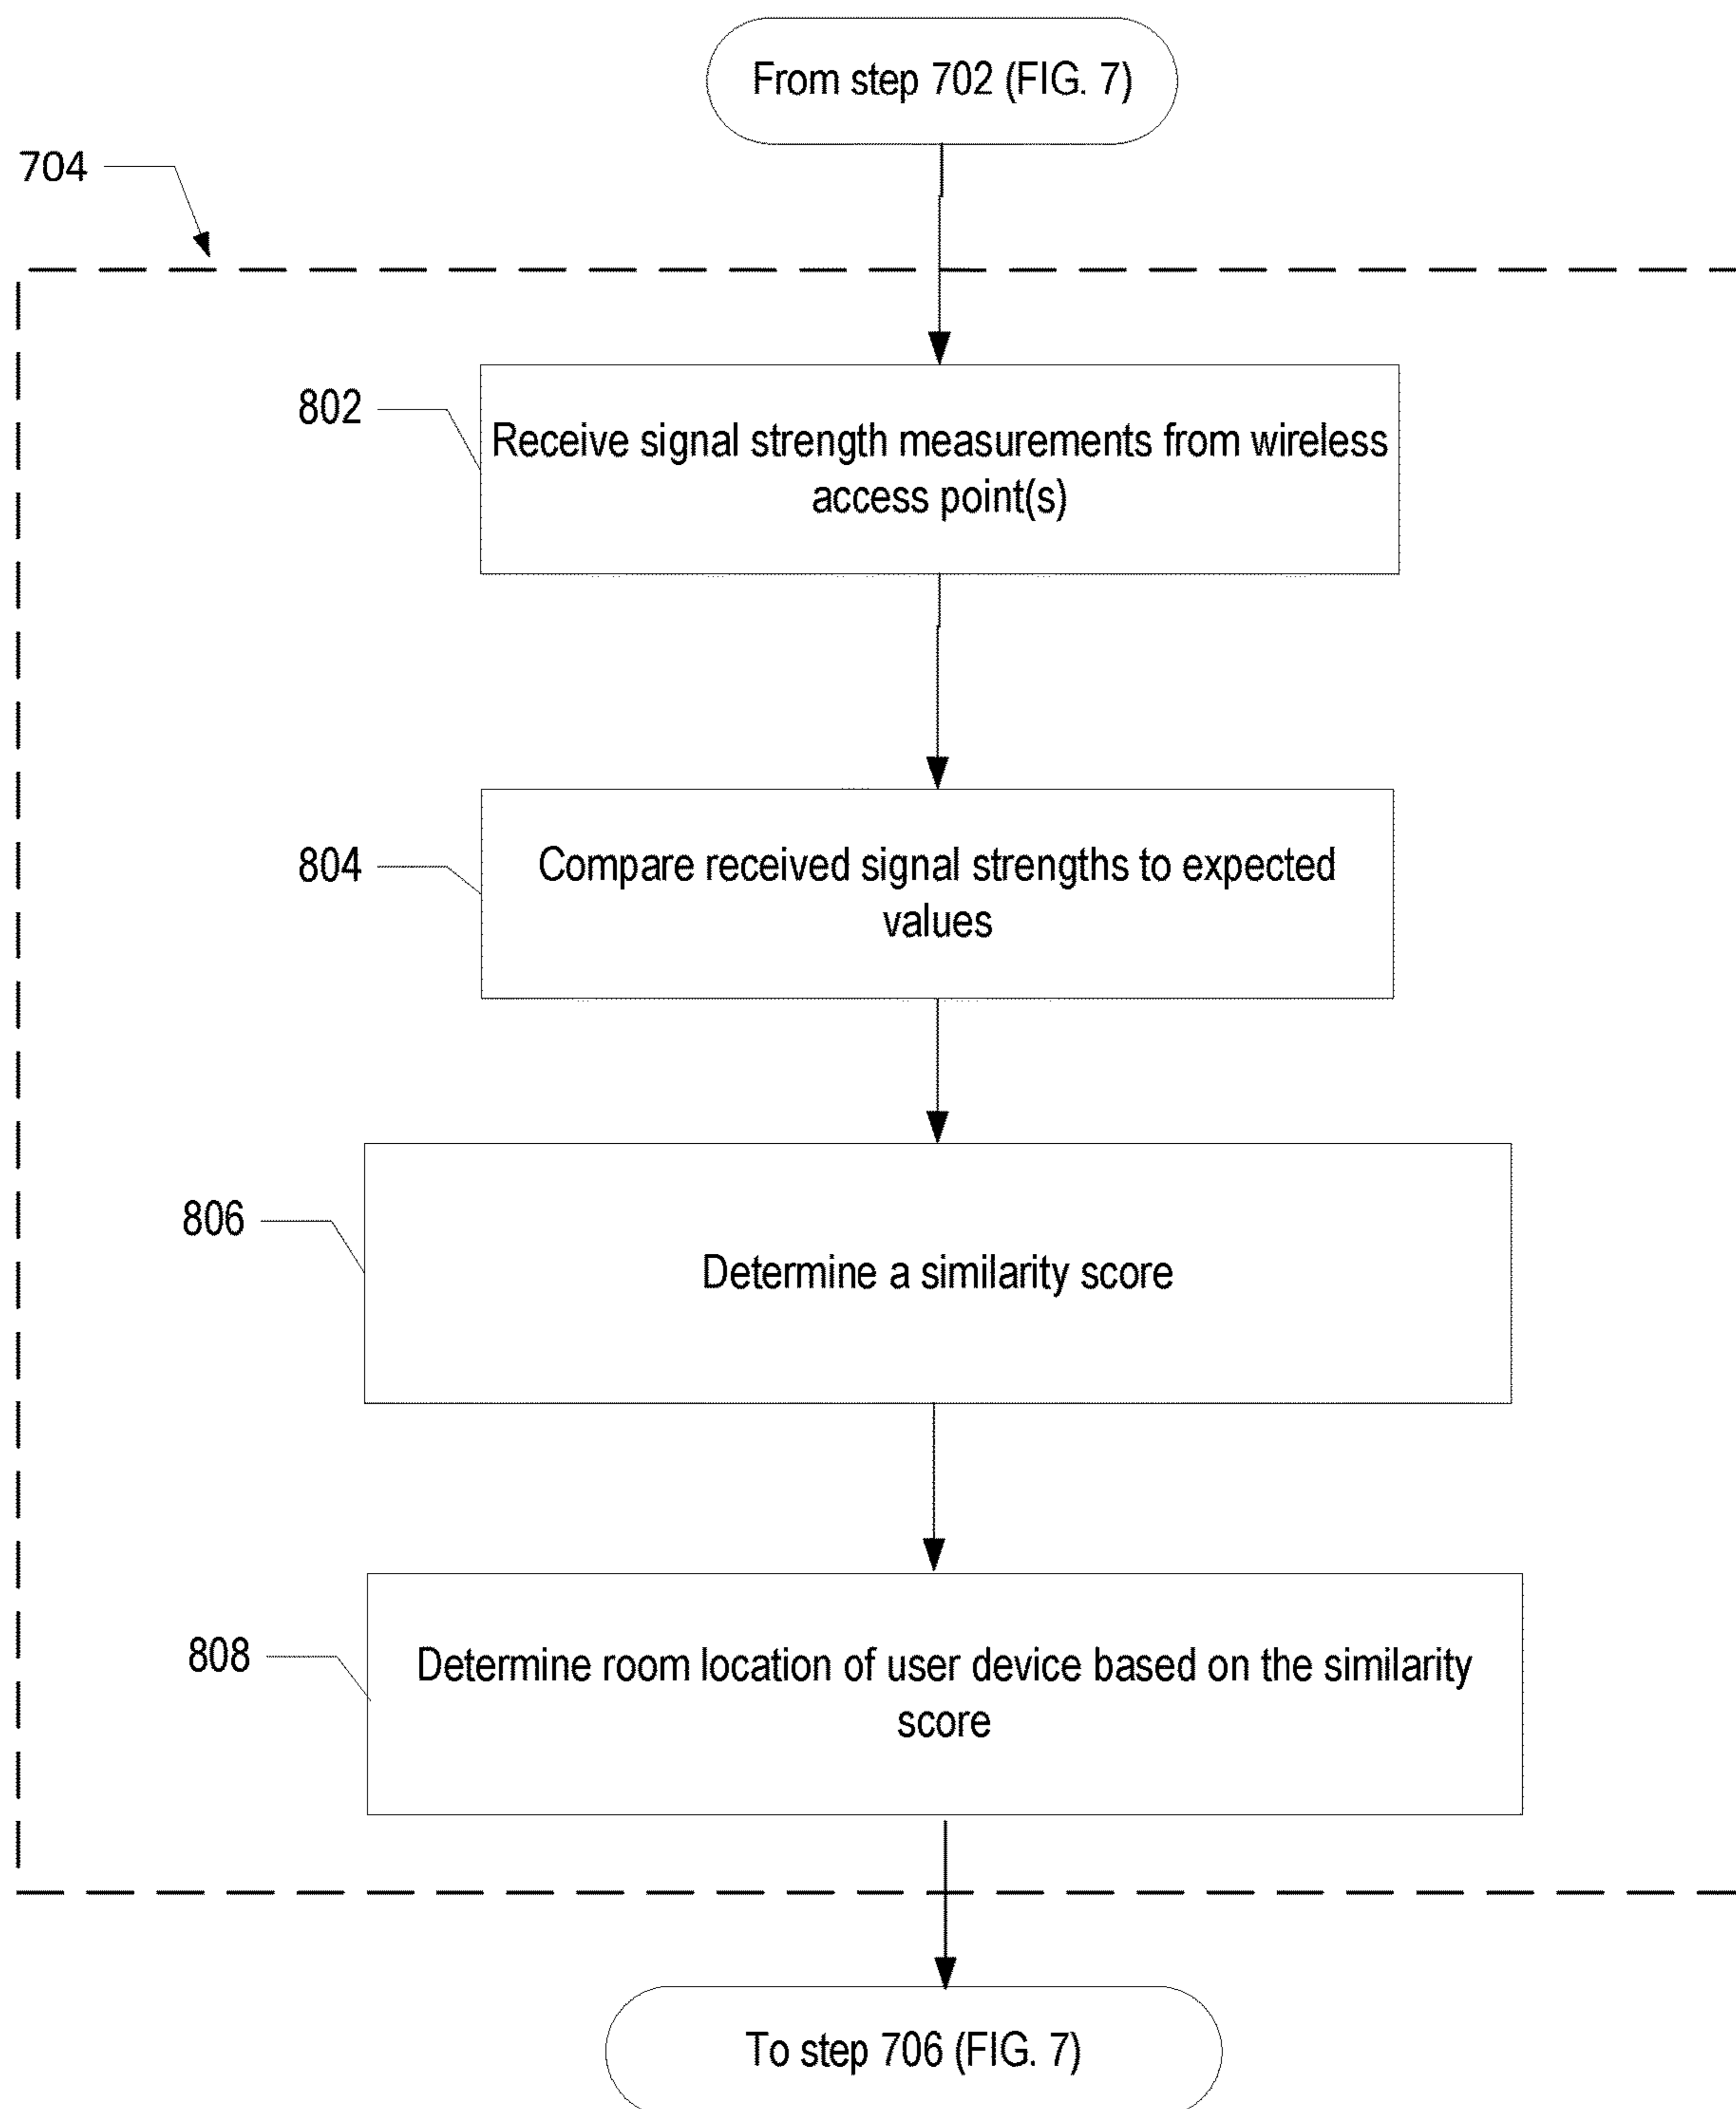 From step 702 (FIG. 7)
704
802
Receive signal strength measurements from wireless
access point(s)
804
Compare received signal strengths to expected
values
806
Determine a similarity score
808
Determine room location of user device based on the similarity
score
To step 706 (FIG. 7)